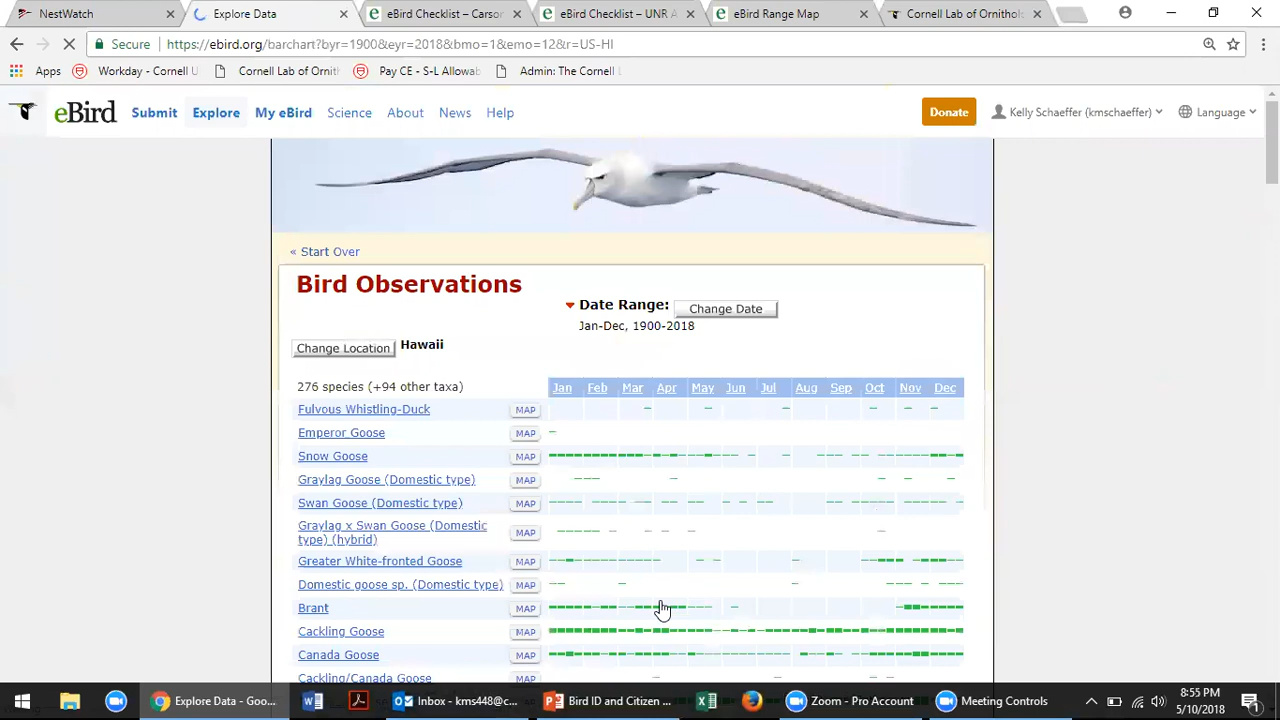 NestWatch
Explore Data
eBird Checklist – Carson
eBird Checklist – UNR A
eBird Range Map
Cornell Lab of Ornithol
Secure https://ebird.org/barchart?byr=1900&eyr=2018&bmo=1&emo=12&r=US-HI
Apps Workday - Cornell U Cornell Lab of Ornith Pay CE - S-L Allowab Admin: The Cornell L
eBird Submit Explore My eBird Science About News Help Donate Kelly Schaeffer (kmschaeffer) Language
« Start Over
Bird Observations
Date Range: Change Date
Jan-Dec, 1900-2018
Change Location Hawaii
276 species (+94 other taxa) Jan Feb Mar Apr May Jun Jul Aug Sep Oct Nov Dec
Fulvous Whistling-Duck MAP
Emperor Goose MAP
Snow Goose MAP
Graylag Goose (Domestic type) MAP
Swan Goose (Domestic type) MAP
Graylag x Swan Goose (Domestic
type) (hybrid) MAP
Greater White-fronted Goose MAP
Domestic goose sp. (Domestic type) MAP
Brant MAP
Cackling Goose MAP
Canada Goose MAP
Cackling/Canada Goose MAP
Explore Data - Goo... Inbox - kms448@c... Bird ID and Citizen ... Zoom - Pro Account Meeting Controls
8:55 PM
5/10/2018